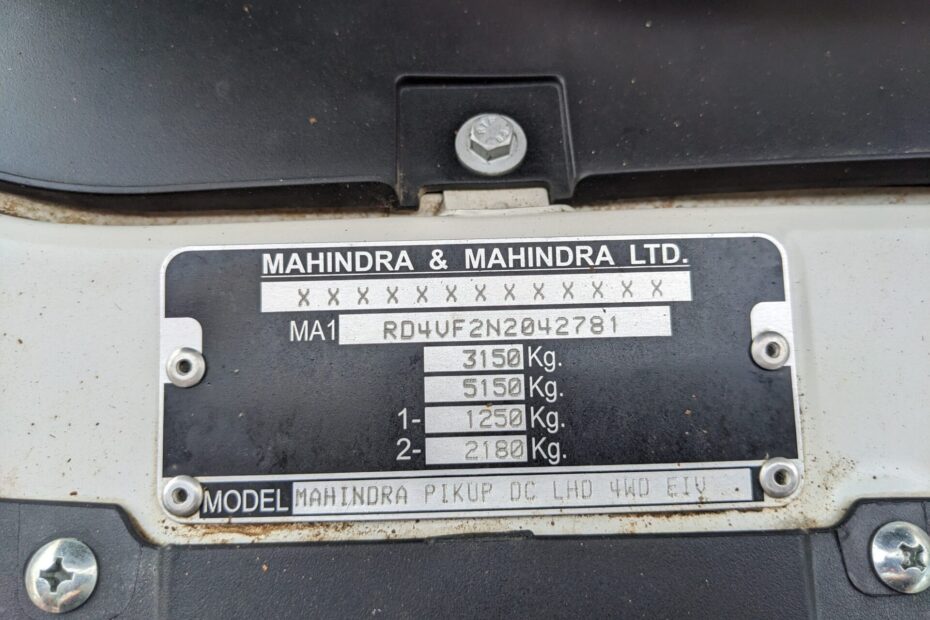 MAHINDRA & MAHINDRA LTD.
X X X X X X X X X X X X X
MA1 RD4VF2N2042781
3150 Kg.
5150 Kg.
1- 1250 Kg.
2- 2180 Kg.
MODEL MAHINDRA PIKUP DC LHD 4WD EIV